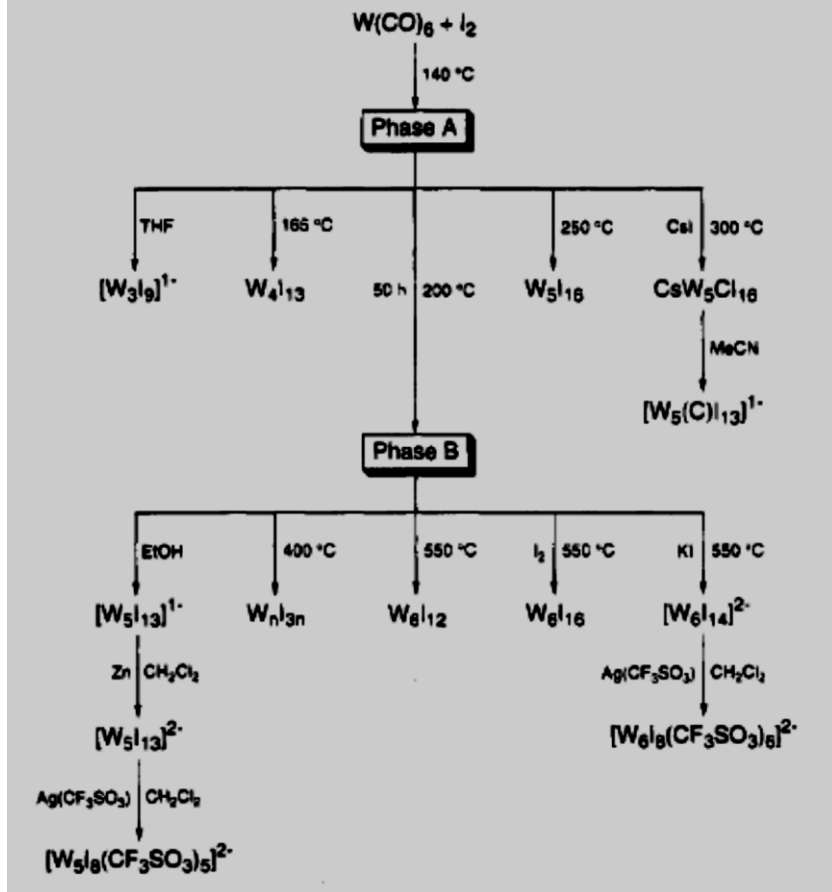 W(CO)₆ + I₂
140 °C
Phase A
THF 165 °C 250 °C CsI 300 °C
[W₃I₉]¹⁻ W₄I₁₃ 50 h 200 °C W₅I₁₆ CsW₅Cl₁₆
MeCN
[W₅(C)I₁₃]¹⁻
Phase B
EtOH 400 °C 550 °C I₂ 550 °C KI 550 °C
[W₅I₁₃]¹⁻ WₙI₃ₙ W₆I₁₂ W₆I₁₆ [W₆I₁₄]²⁻
Zn CH₂Cl₂ Ag(CF₃SO₃) CH₂Cl₂
[W₅I₁₃]²⁻ [W₆I₈(CF₃SO₃)₆]²⁻
Ag(CF₃SO₃) CH₂Cl₂
[W₅I₈(CF₃SO₃)₅]²⁻